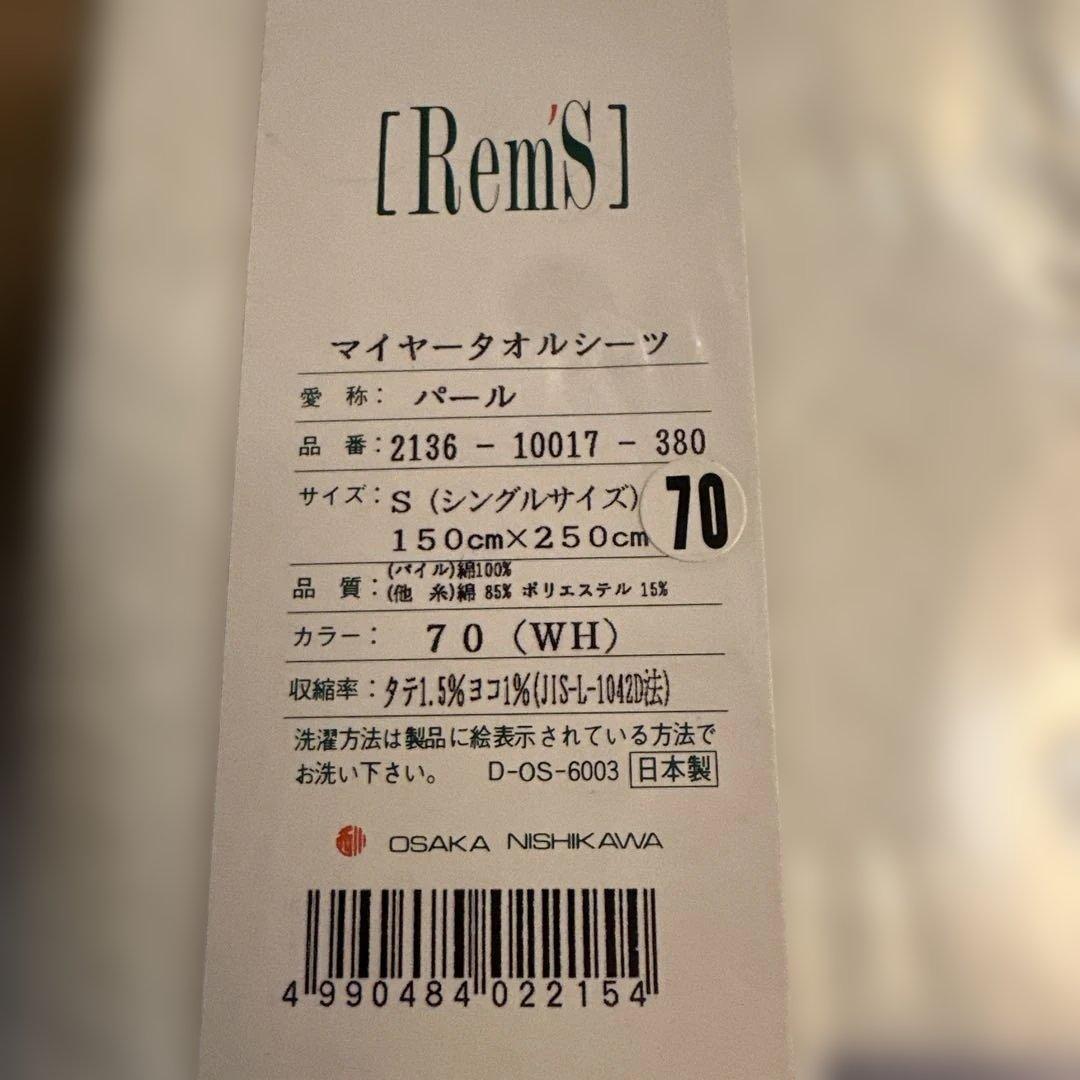 [Rem'S]
マイヤータオルシーツ
愛 称： パール
品 番：2136 - 10017 - 380
サイズ：S (シングルサイズ)
150cm×250cm
70
品 質：(パイル)綿100%
(他 糸)綿 85% ポリエステル 15%
カラー： 70 (WH)
収縮率：タテ1.5%ヨコ1%(JIS-L-1042D法)
洗濯方法は製品に絵表示されている方法で
お洗い下さい。 D-OS-6003 日本製
OSAKA NISHIKAWA
4 990484 022154